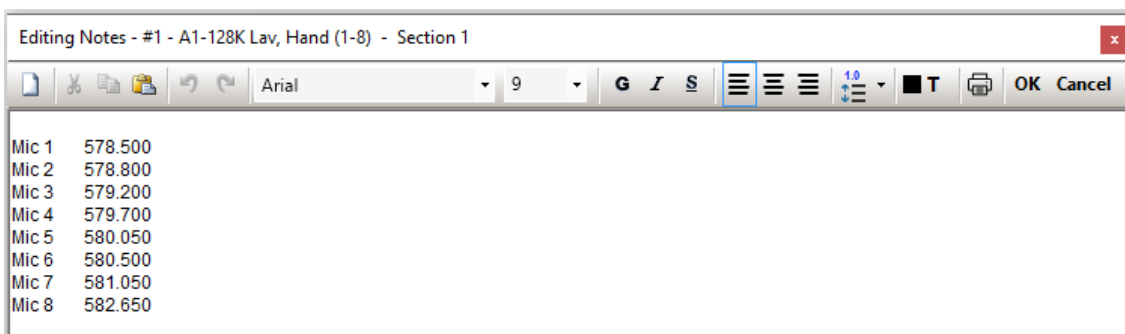 Editing Notes - #1 - A1-128K Lav, Hand (1-8) - Section 1
x
Arial 9 G I S 1.0 T OK Cancel
Mic 1 578.500
Mic 2 578.800
Mic 3 579.200
Mic 4 579.700
Mic 5 580.050
Mic 6 580.500
Mic 7 581.050
Mic 8 582.650